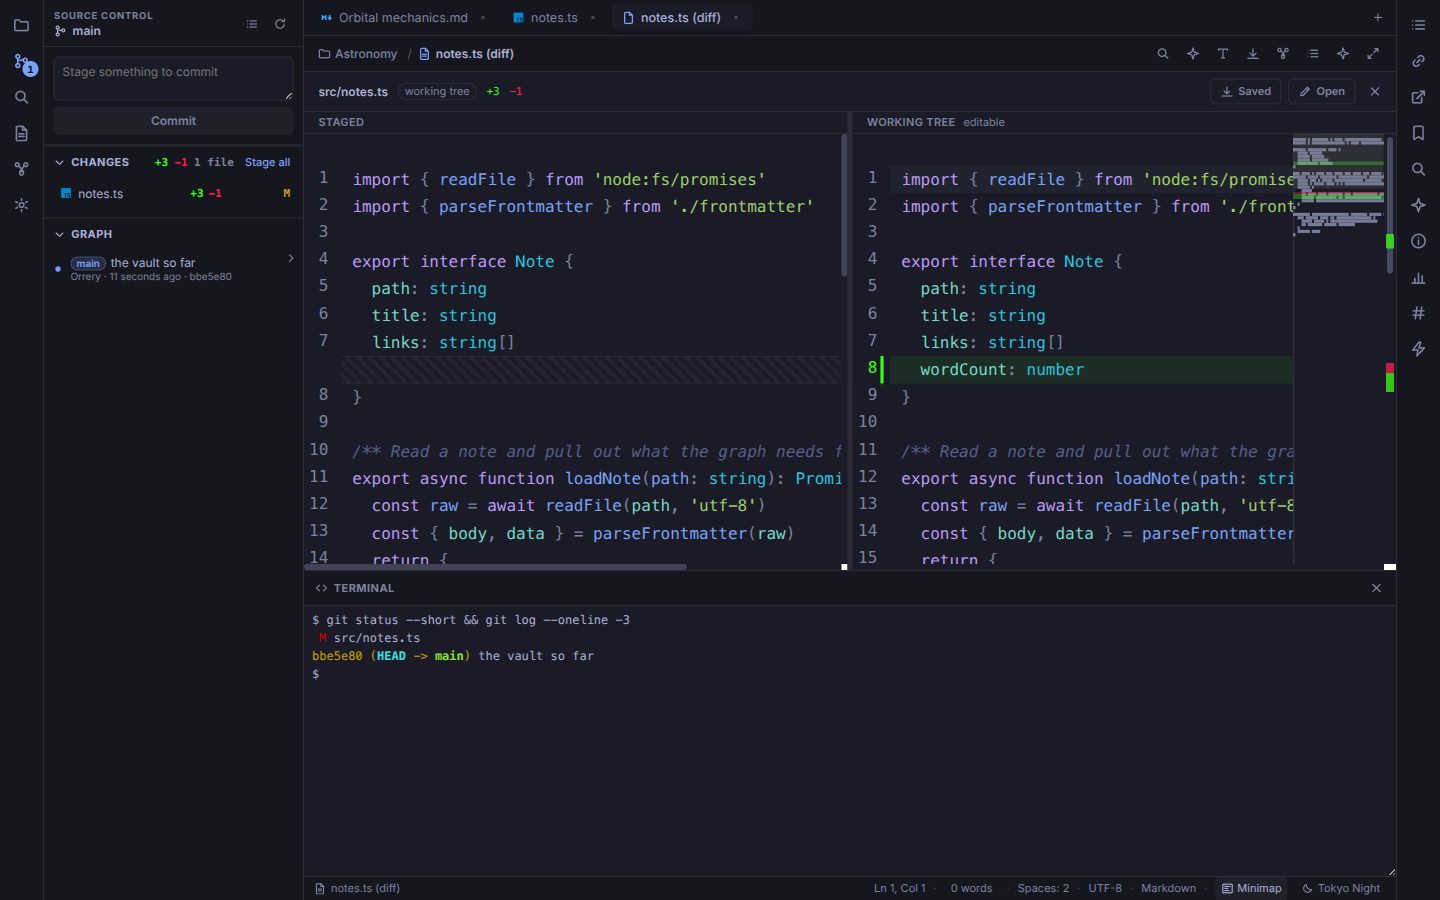 SOURCE CONTROL
main
1
Stage something to commit
Commit
CHANGES +3 −1 1 file Stage all
notes.ts +3 −1 M
GRAPH
main the vault so far
Orrery · 11 seconds ago · bbe5e80
Orbital mechanics.md × notes.ts × notes.ts (diff) +
Astronomy / notes.ts (diff)
src/notes.ts working tree +3 −1 Saved Open
STAGED
1 import { readFile } from 'node:fs/promises'
2 import { parseFrontmatter } from './frontmatter'
3
4 export interface Note {
5 path: string
6 title: string
7 links: string[]
8 }
9
10 /** Read a note and pull out what the graph needs f
11 export async function loadNote(path: string): Promi
12 const raw = await readFile(path, 'utf-8')
13 const { body, data } = parseFrontmatter(raw)
14 return {
WORKING TREE editable
1 import { readFile } from 'node:fs/promise
2 import { parseFrontmatter } from './front
3
4 export interface Note {
5 path: string
6 title: string
7 links: string[]
8 wordCount: number
9 }
10
11 /** Read a note and pull out what the gra
12 export async function loadNote(path: stri
13 const raw = await readFile(path, 'utf-8
14 const { body, data } = parseFrontmatter
15 return {
TERMINAL
$ git status --short && git log --oneline -3
M src/notes.ts
bbe5e80 (HEAD -> main) the vault so far
$
notes.ts (diff) Ln 1, Col 1 · 0 words · Spaces: 2 · UTF-8 · Markdown · Minimap Tokyo Night